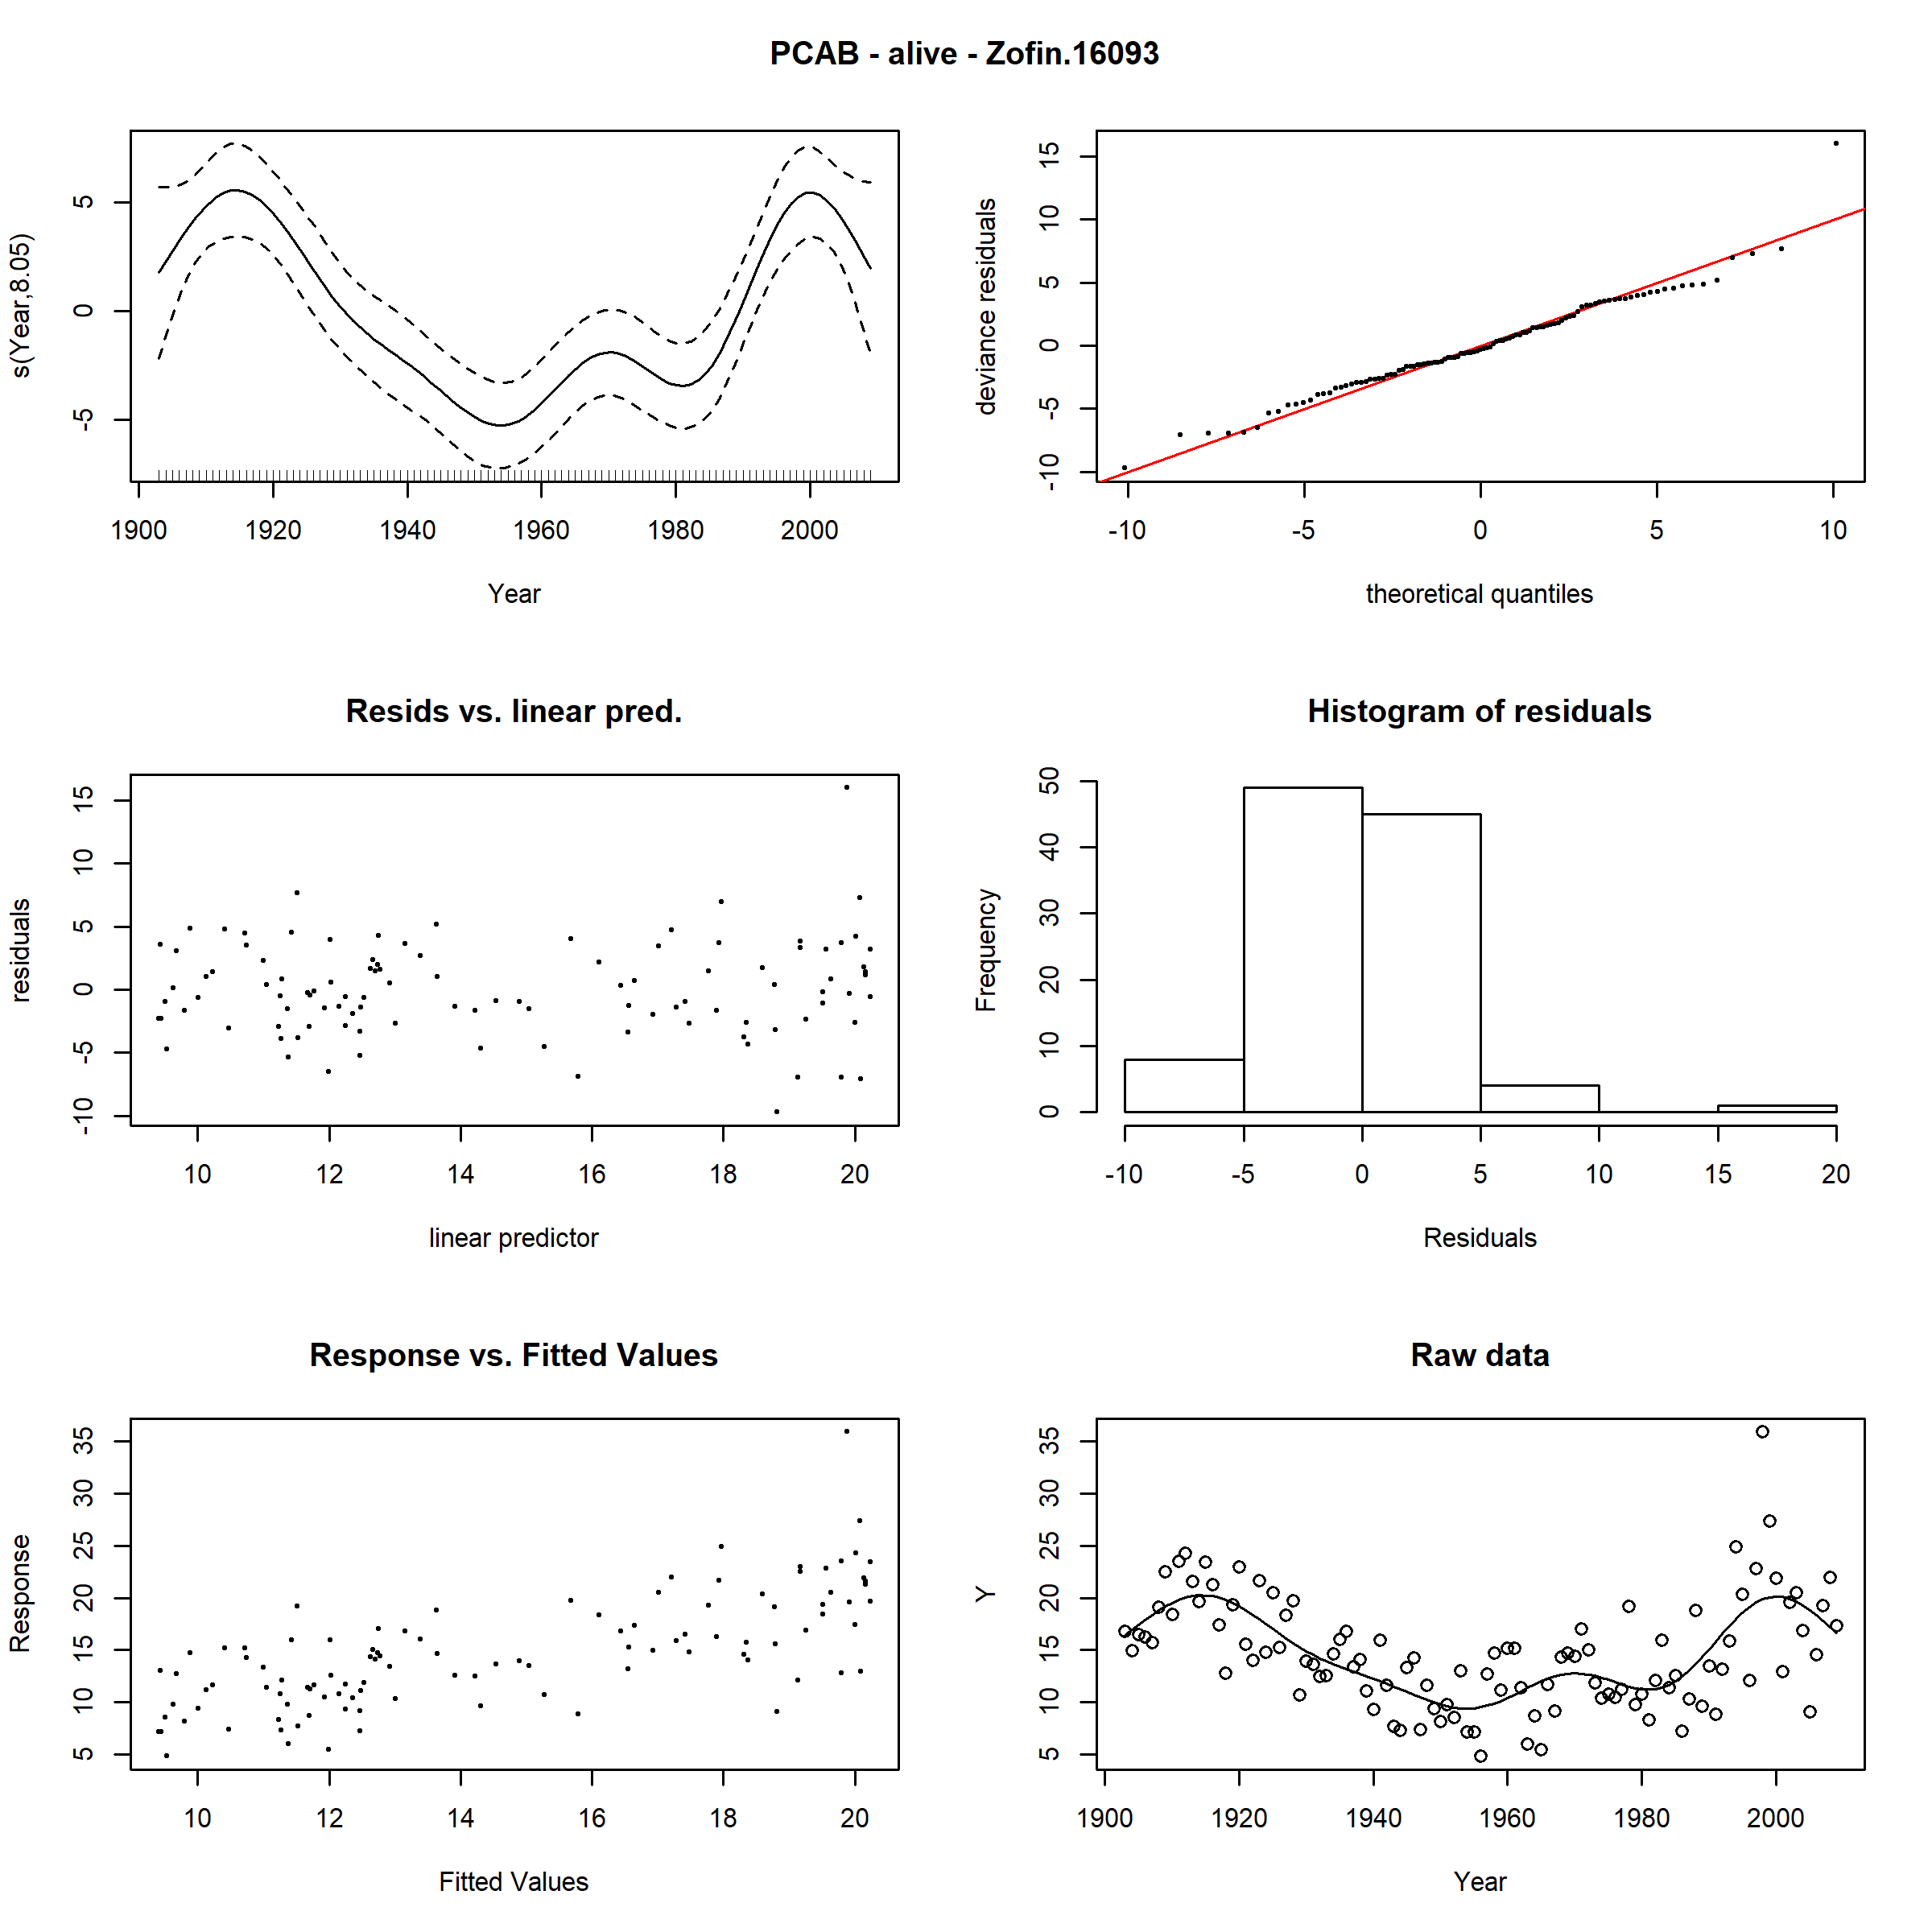 PCAB - alive - Zofin.16093
s(Year,8.05)
5
0
-5
1900 1920 1940 1960 1980 2000
Year
deviance residuals
15
10
5
0
-5
-10
-10 -5 0 5 10
theoretical quantiles
Resids vs. linear pred.
residuals
15
10
5
0
-5
-10
10 12 14 16 18 20
linear predictor
Histogram of residuals
Frequency
50
40
30
20
10
0
-10 -5 0 5 10 15 20
Residuals
Response vs. Fitted Values
Response
35
30
25
20
15
10
5
10 12 14 16 18 20
Fitted Values
Raw data
Y
35
30
25
20
15
10
5
1900 1920 1940 1960 1980 2000
Year